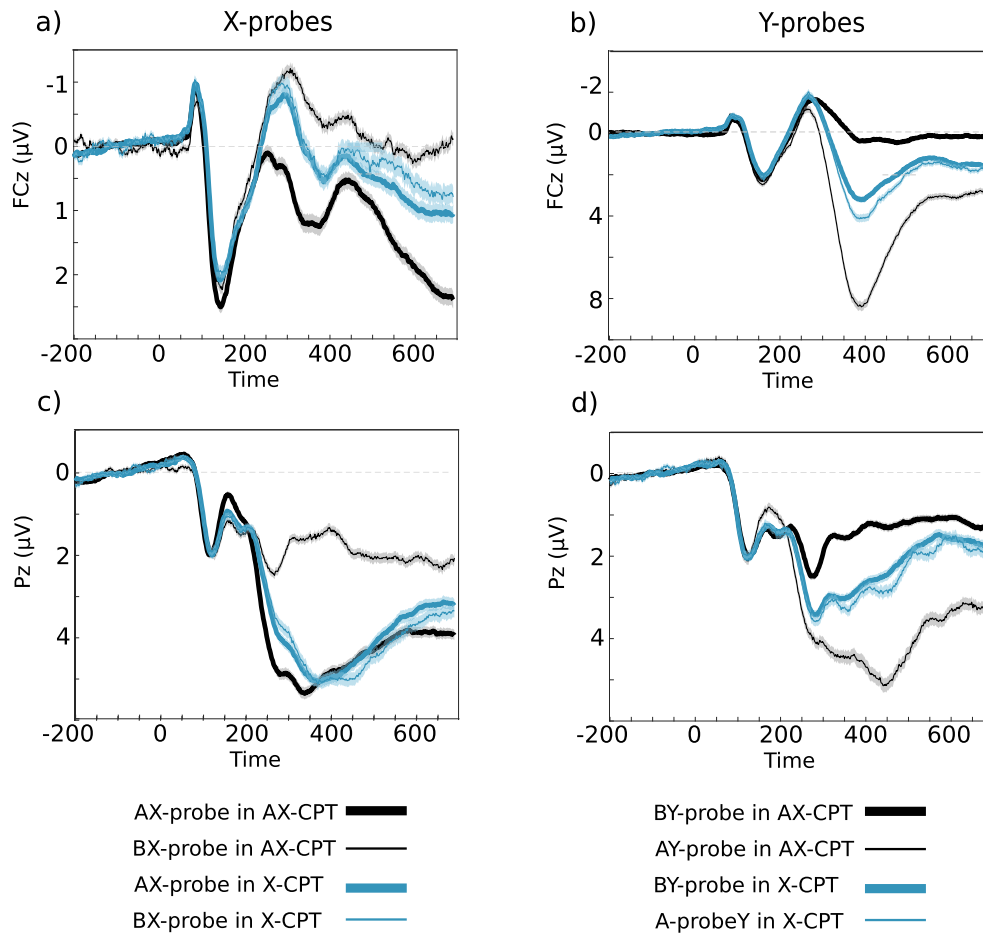 a) X-probes
b) Y-probes
-1
0
1
2
FCz (µV)
-200 0 200 400 600
Time
-2
0
4
8
FCz (µV)
-200 0 200 400 600
Time
c)
d)
0
2
4
Pz (µV)
-200 0 200 400 600
Time
0
2
4
Pz (µV)
-200 0 200 400 600
Time
AX-probe in AX-CPT
BX-probe in AX-CPT
AX-probe in X-CPT
BX-probe in X-CPT
BY-probe in AX-CPT
AY-probe in AX-CPT
BY-probe in X-CPT
A-probeY in X-CPT